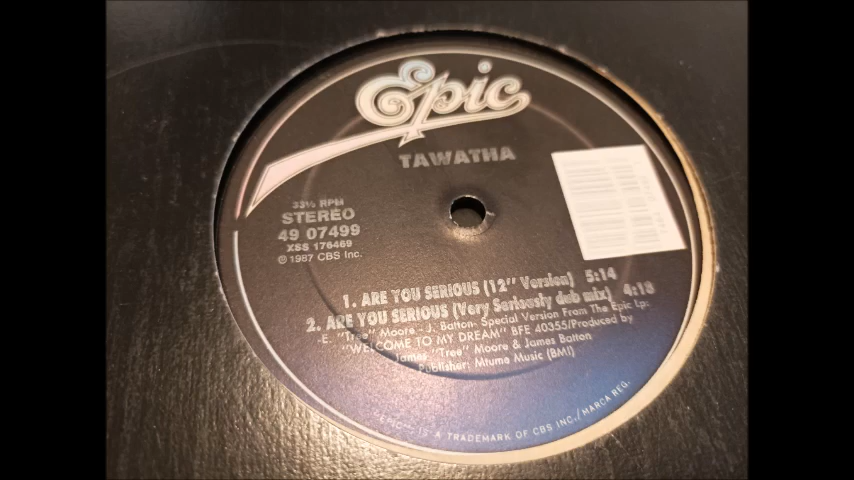 Epic
TAWATHA
33⅓ RPM
STEREO
49 07499
XSS 176469
℗ 1987 CBS Inc.
1. ARE YOU SERIOUS (12" Version) 5:14
2. ARE YOU SERIOUS (Very Seriously dub mix) 4:18
-E. "Tree" Moore - J. Batton- Special Version From The Epic Lp:
"WELCOME TO MY DREAM" BFE 40355/Produced by
James "Tree" Moore & James Batton
Publisher: Mtume Music (BMI)
"EPIC" IS A TRADEMARK OF CBS INC./MARCA REG.